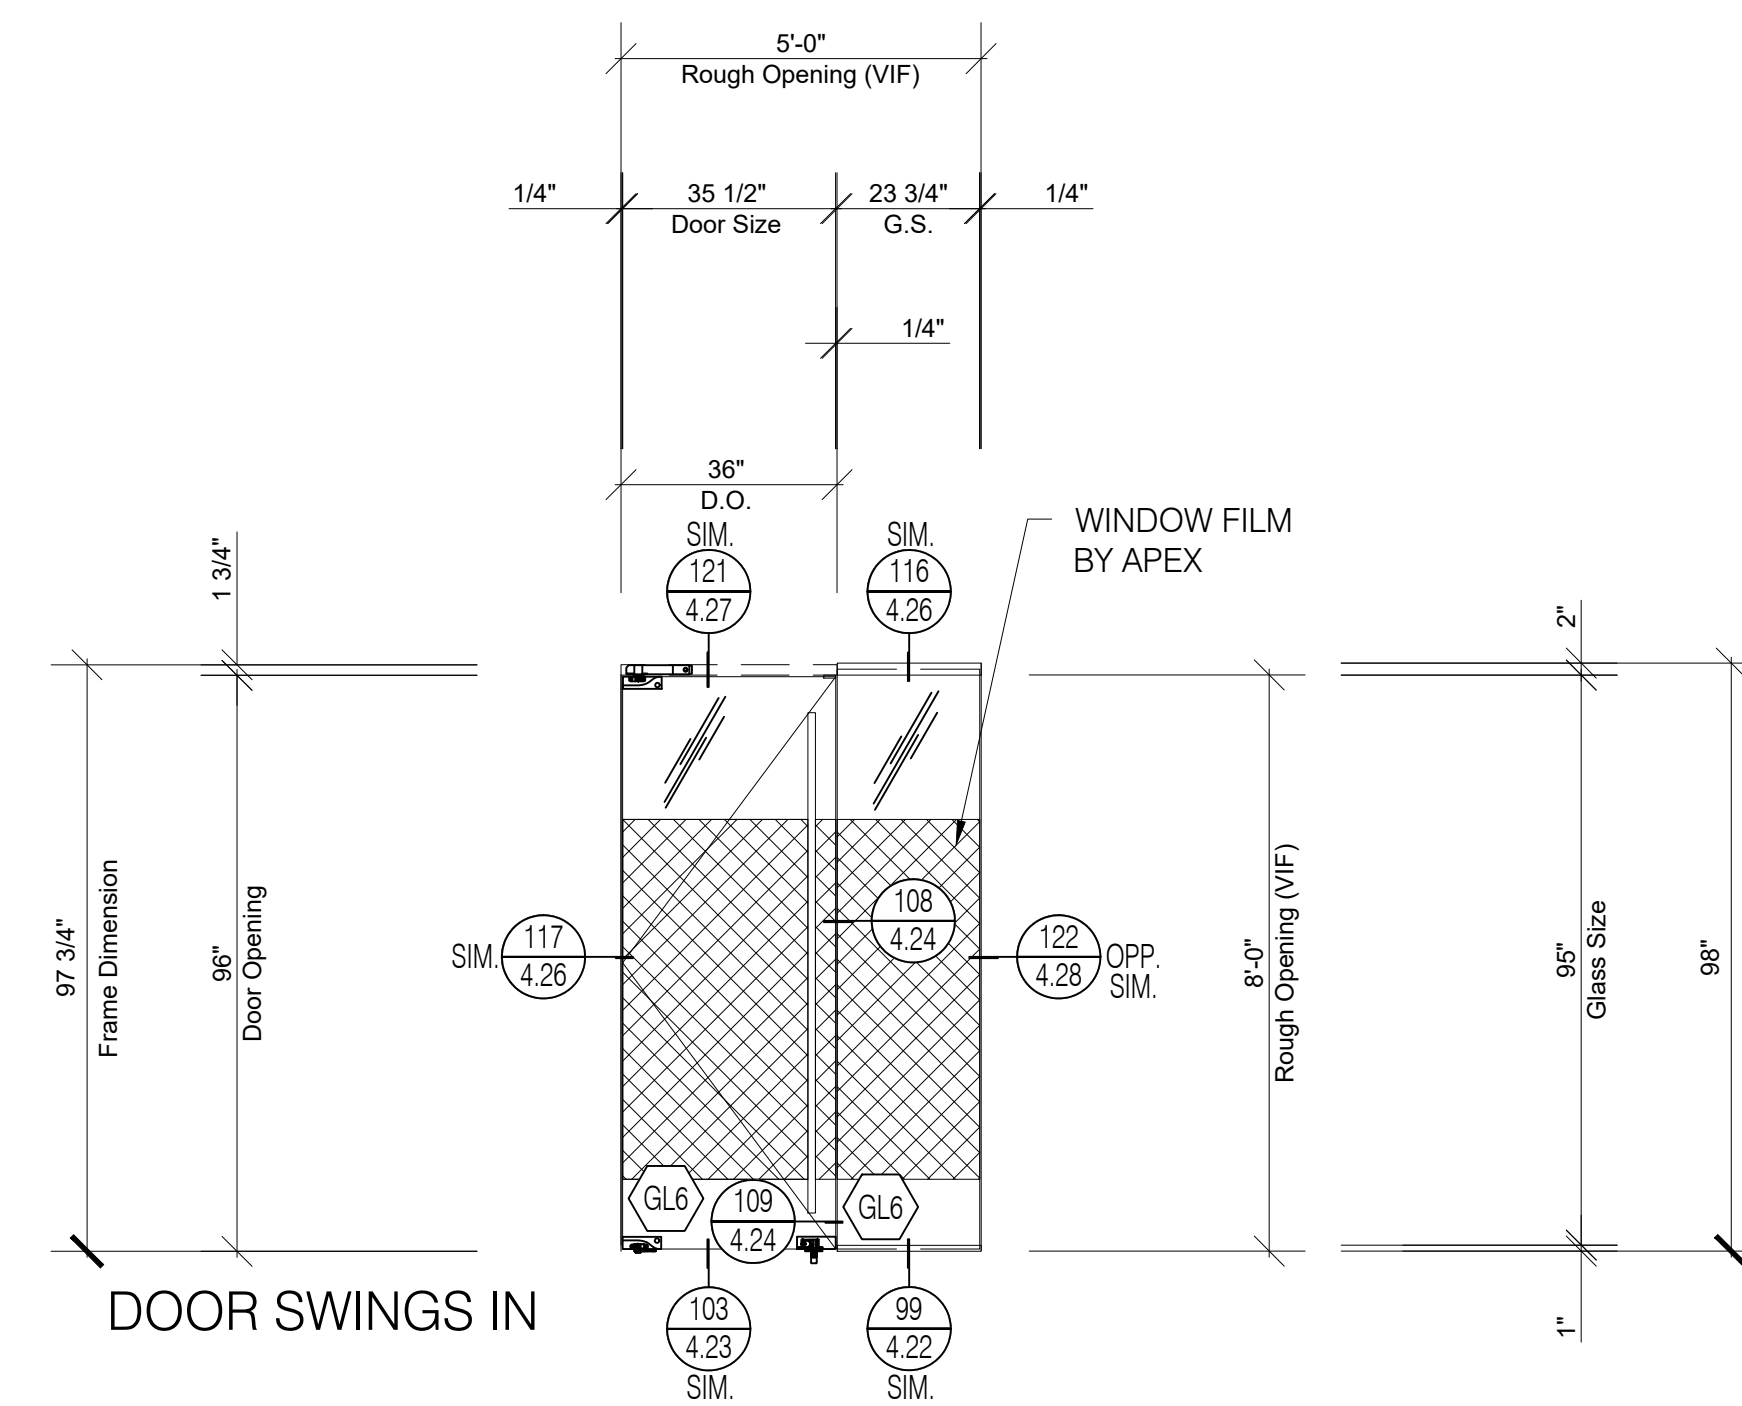 5'-0"
Rough Opening (VIF)
1/4"
35 1/2"
Door Size
23 3/4"
G.S.
1/4"
1/4"
36"
D.O.
SIM.
121
4.27
SIM.
116
4.26
WINDOW FILM
BY APEX
1 3/4"
2"
97 3/4"
Frame Dimension
96"
Door Opening
SIM.
117
4.26
108
4.24
122
4.28
OPP.
SIM.
8'-0"
Rough Opening (VIF)
95"
Glass Size
98"
GL6
109
4.24
GL6
DOOR SWINGS IN
103
4.23
SIM.
99
4.22
SIM.
1"